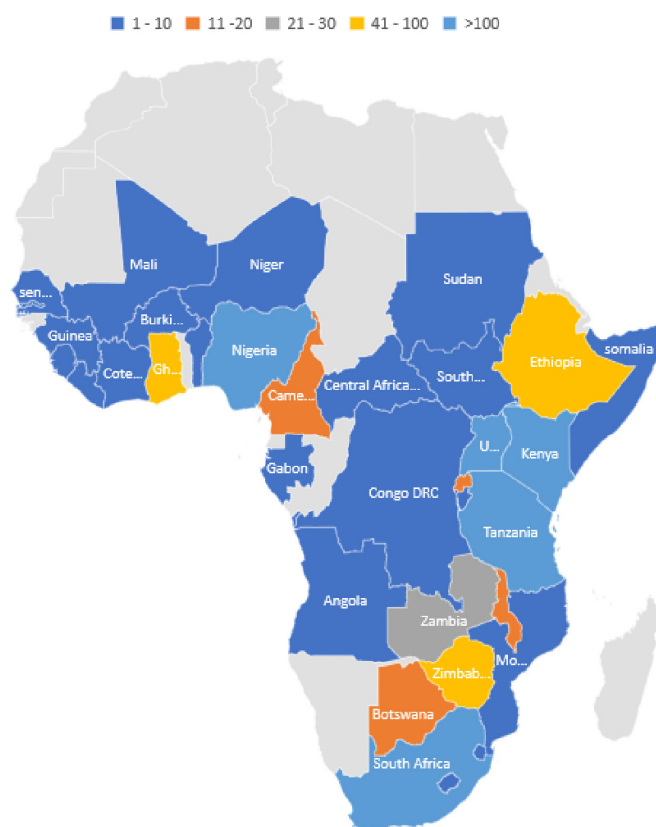 1 - 10 11 -20 21 - 30 41 - 100 >100
Mali
Niger
Sudan
sen...
Guinea
Burki...
Nigeria
somalia
Cote...
Gh...
Ethiopia
Came...
Central Africa...
South...
Gabon
U...
Kenya
Congo DRC
Tanzania
Angola
Zambia
Mo...
Zimbab...
Botswana
South Africa